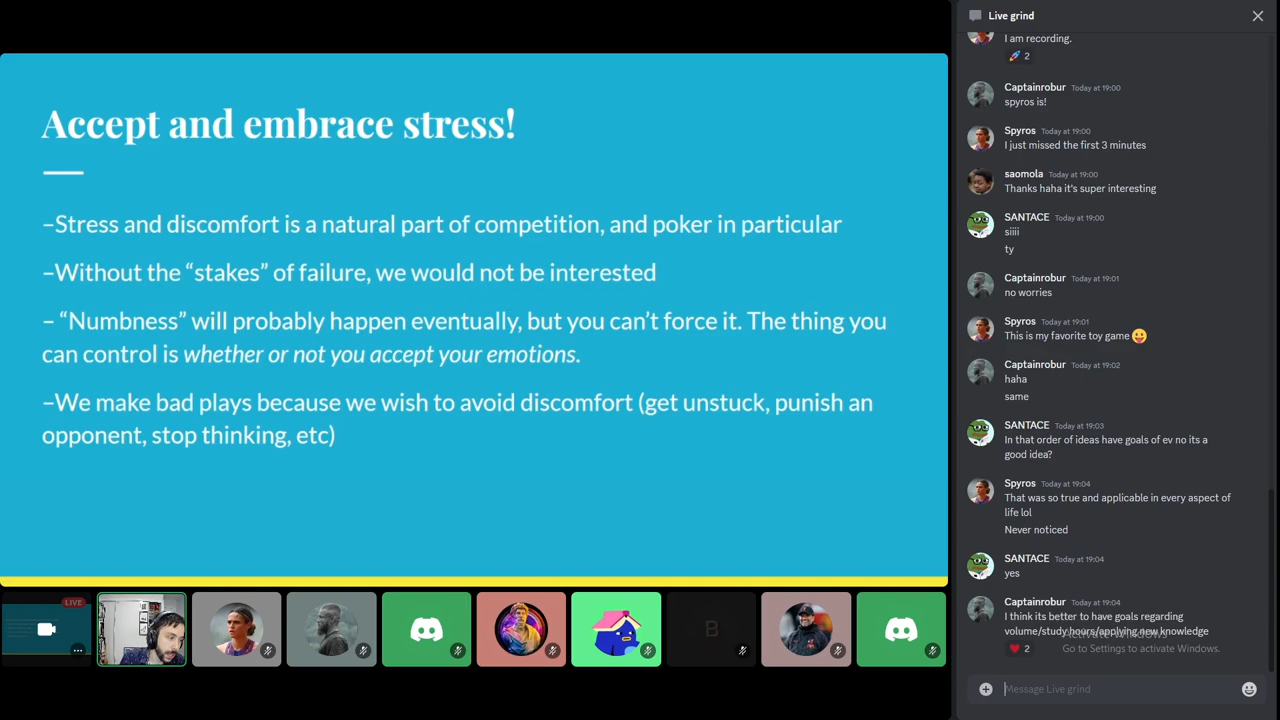 Accept and embrace stress!
–Stress and discomfort is a natural part of competition, and poker in particular
–Without the “stakes” of failure, we would not be interested
– “Numbness” will probably happen eventually, but you can’t force it. The thing you
can control is whether or not you accept your emotions.
–We make bad plays because we wish to avoid discomfort (get unstuck, punish an
opponent, stop thinking, etc)
LIVE
B
Live grind
I am recording.
🚀 2
Captainrobur Today at 19:00
spyros is!
Spyros Today at 19:00
I just missed the first 3 minutes
saomola Today at 19:00
Thanks haha it's super interesting
SANTACE Today at 19:00
siiii
ty
Captainrobur Today at 19:01
no worries
Spyros Today at 19:01
This is my favorite toy game 😛
Captainrobur Today at 19:02
haha
same
SANTACE Today at 19:03
In that order of ideas have goals of ev no its a
good idea?
Spyros Today at 19:04
That was so true and applicable in every aspect of
life lol
Never noticed
SANTACE Today at 19:04
yes
Captainrobur Today at 19:04
I think its better to have goals regarding
volume/study hours/applying new knowledge
❤️ 2
Activate Windows
Go to Settings to activate Windows.
Message Live grind